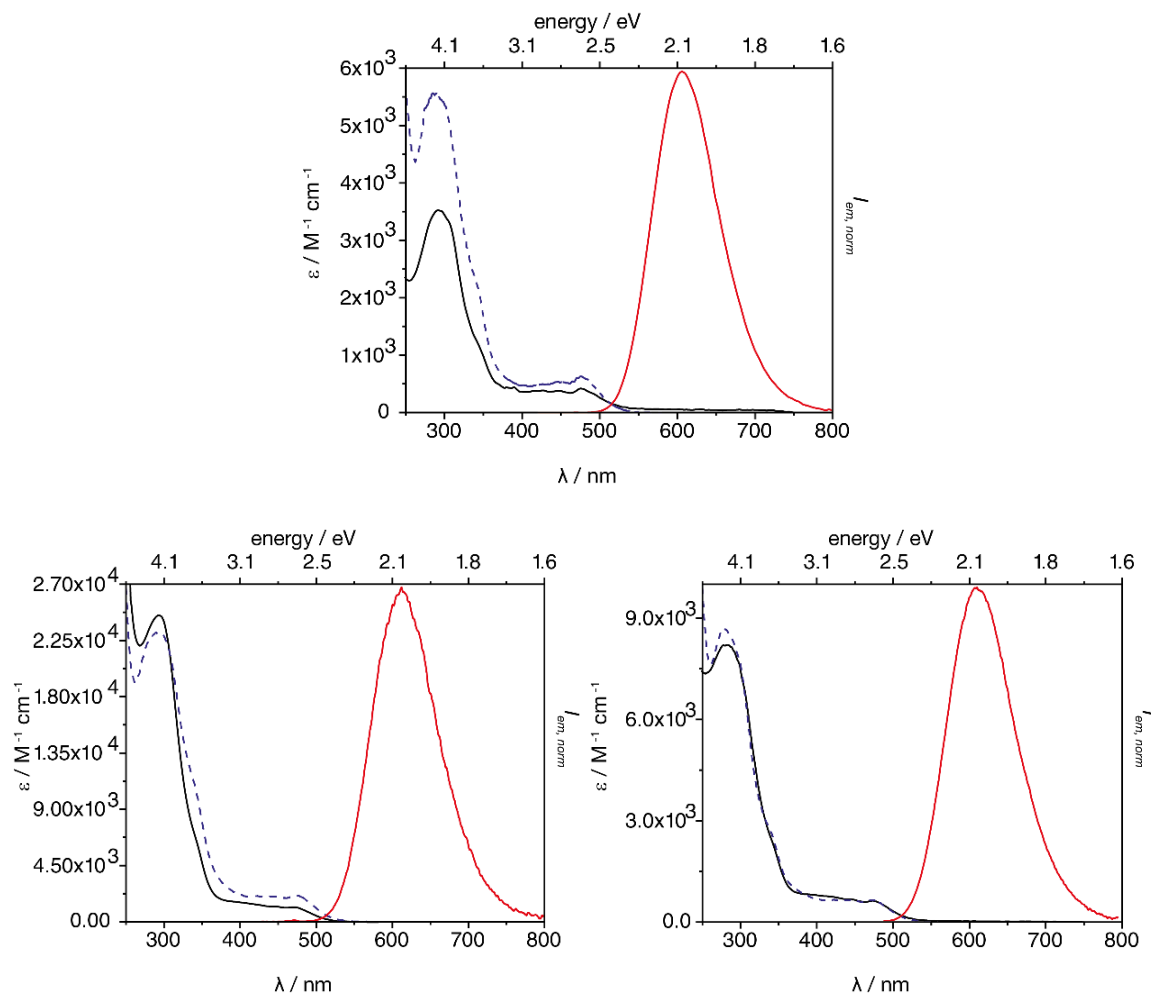 energy / eV
4.1 3.1 2.5 2.1 1.8 1.6
6x10³
5x10³
4x10³
3x10³
2x10³
1x10³
0
ε / M⁻¹ cm⁻¹
I em, norm
300 400 500 600 700 800
λ / nm
energy / eV
4.1 3.1 2.5 2.1 1.8 1.6
2.70x10⁴
2.25x10⁴
1.80x10⁴
1.35x10⁴
9.00x10³
4.50x10³
0.00
ε / M⁻¹ cm⁻¹
I em, norm
300 400 500 600 700 800
λ / nm
energy / eV
4.1 3.1 2.5 2.1 1.8 1.6
9.0x10³
6.0x10³
3.0x10³
0.0
ε / M⁻¹ cm⁻¹
I em, norm
300 400 500 600 700 800
λ / nm